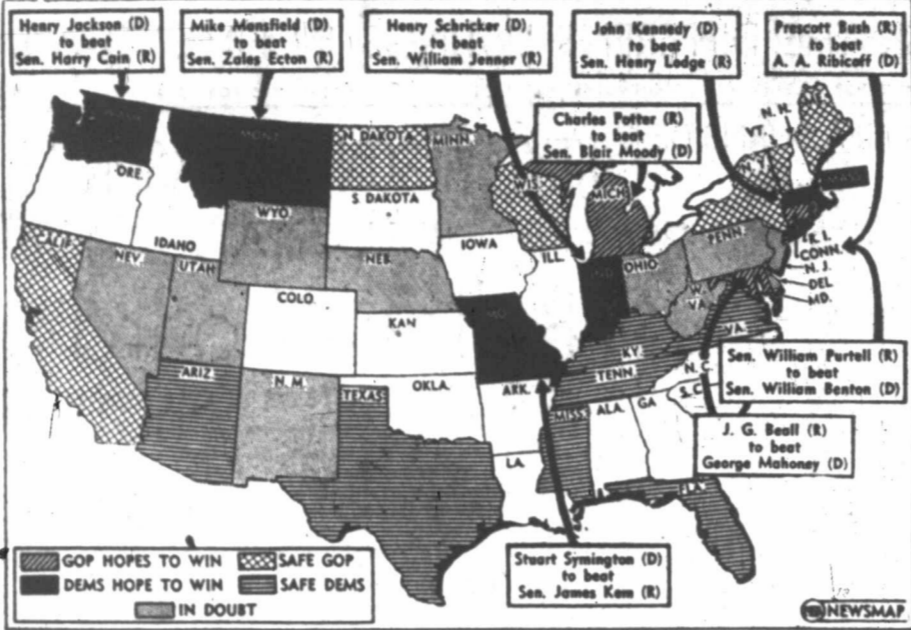 Henry Jackson (D)
to beat
Sen. Harry Cain (R)
Mike Mansfield (D)
to beat
Sen. Zales Ecton (R)
Henry Schricker (D)
to beat
Sen. William Jenner (R)
John Kennedy (D)
to beat
Sen. Henry Lodge (R)
Prescott Bush (R)
to beat
A. A. Ribicoff (D)
Charles Potter (R)
to beat
Sen. Blair Moody (D)
MONT.
N. DAKOTA
MINN.
VT.
N. H.
ME.
N. Y.
MASS.
ORE.
IDAHO
WYO.
S. DAKOTA
WIS.
MICH.
R. I.
CONN.
N. J.
DEL.
MD.
CALIF.
NEV.
UTAH
NEB.
IOWA
ILL.
IND.
OHIO
PENN.
W.
VA.
VA.
COLO.
KAN
MO.
KY.
TENN.
N. C.
S. C.
ARIZ.
N. M.
TEXAS
OKLA.
ARK.
MISS.
ALA.
GA
LA.
FLA.
Sen. William Purtell (R)
to beat
Sen. William Benton (D)
J. G. Beall (R)
to beat
George Mahoney (D)
Stuart Symington (D)
to beat
Sen. James Kem (R)
GOP HOPES TO WIN
SAFE GOP
DEMS HOPE TO WIN
SAFE DEMS
IN DOUBT
NEWSMAP